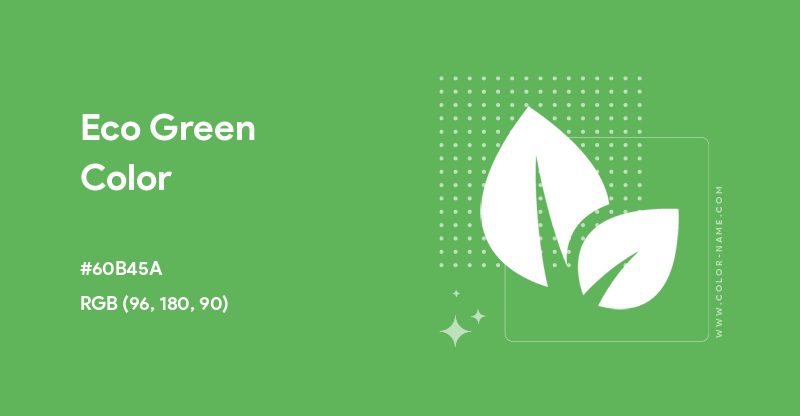 Eco Green
Color
#60B45A
RGB (96, 180, 90)
WWW.COLOR-NAME.COM